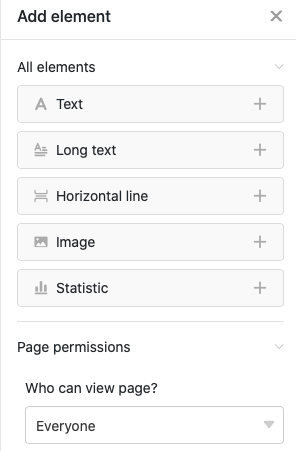 Add element
All elements
Text
Long text
Horizontal line
Image
Statistic
Page permissions
Who can view page?
Everyone